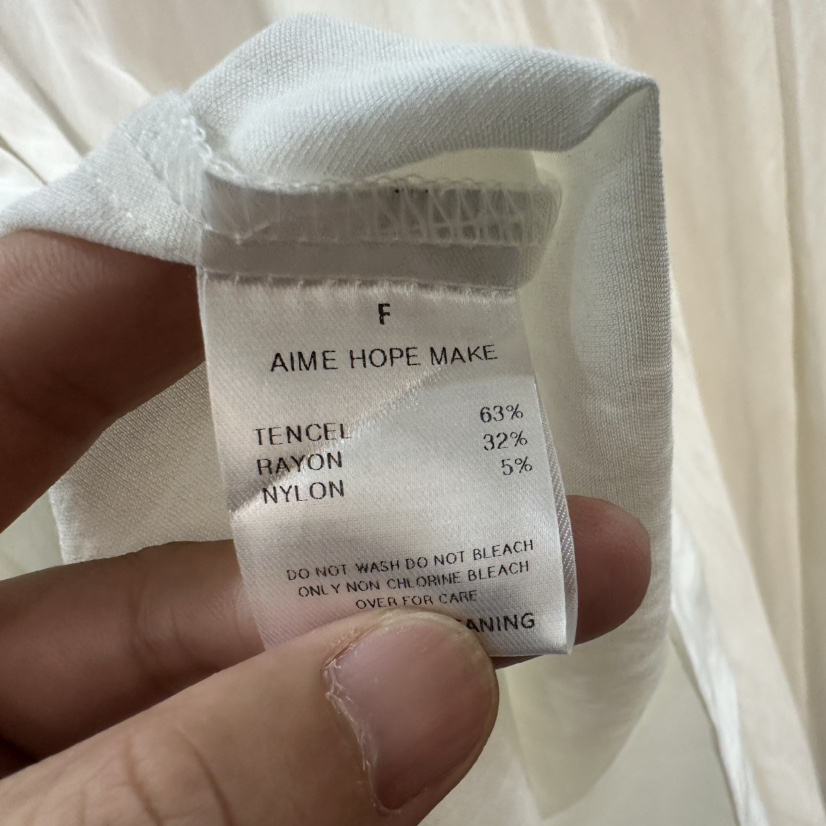 F
AIME HOPE MAKE
TENCEL 63%
RAYON 32%
NYLON 5%
DO NOT WASH DO NOT BLEACH
ONLY NON CHLORINE BLEACH
OVER FOR CARE